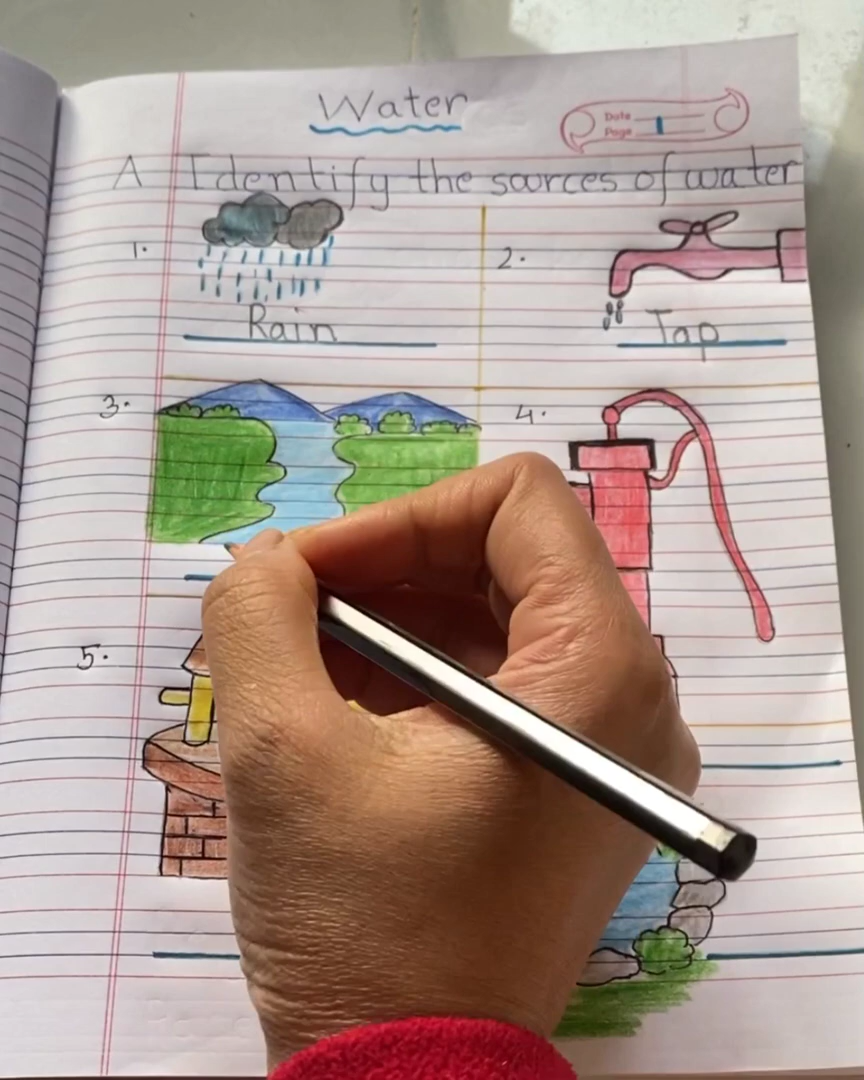 Water
Date
Page 1
A Identify the sources of water
1. 2.
Rain Tap
3. 4.
5.